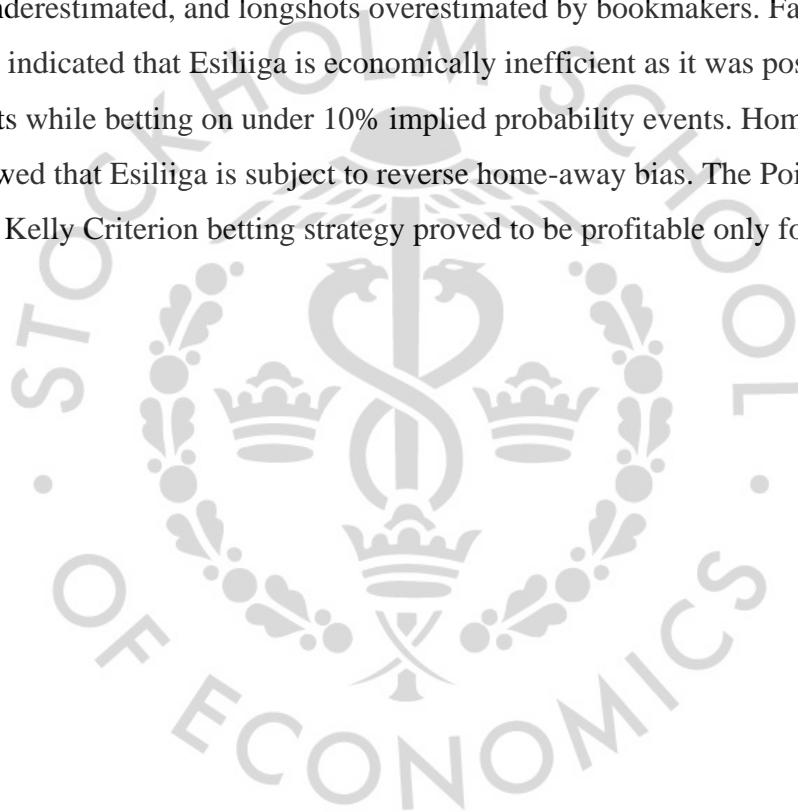 nderestimated, and longshots overestimated by bookmakers. Fa
indicated that Esiliiga is economically inefficient as it was pos
ts while betting on under 10% implied probability events. Hom
wed that Esiliiga is subject to reverse home-away bias. The Poi
Kelly Criterion betting strategy proved to be profitable only fo
STOCKHOLM SCHOOL
· OF ECONOMICS ·